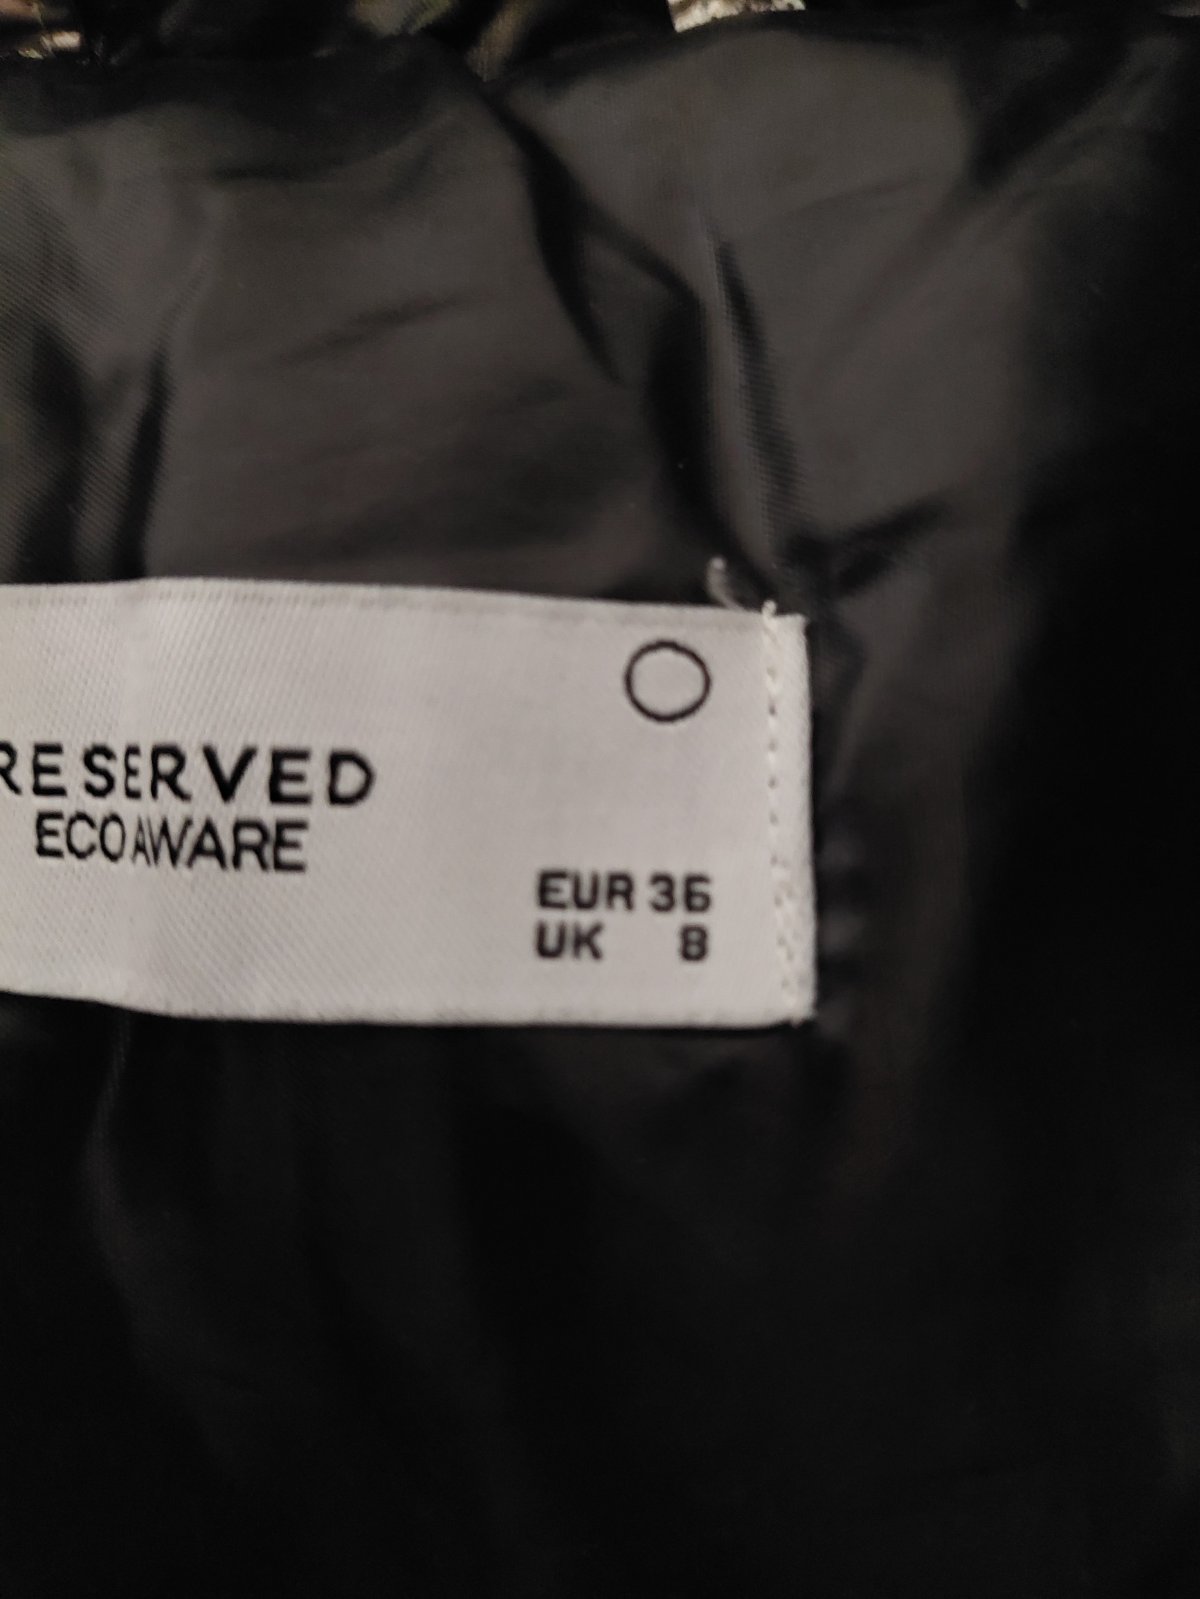 RESERVED
ECOAWARE
EUR 36
UK 8